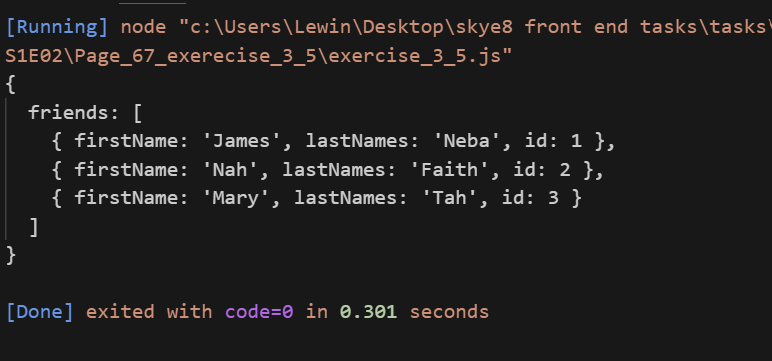 [Running] node "c:\Users\Lewin\Desktop\skye8 front end tasks\tasks\
S1E02\Page_67_exerecise_3_5\exercise_3_5.js"
{
  friends: [
    { firstName: 'James', lastNames: 'Neba', id: 1 },
    { firstName: 'Nah', lastNames: 'Faith', id: 2 },
    { firstName: 'Mary', lastNames: 'Tah', id: 3 }
  ]
}
[Done] exited with code=0 in 0.301 seconds